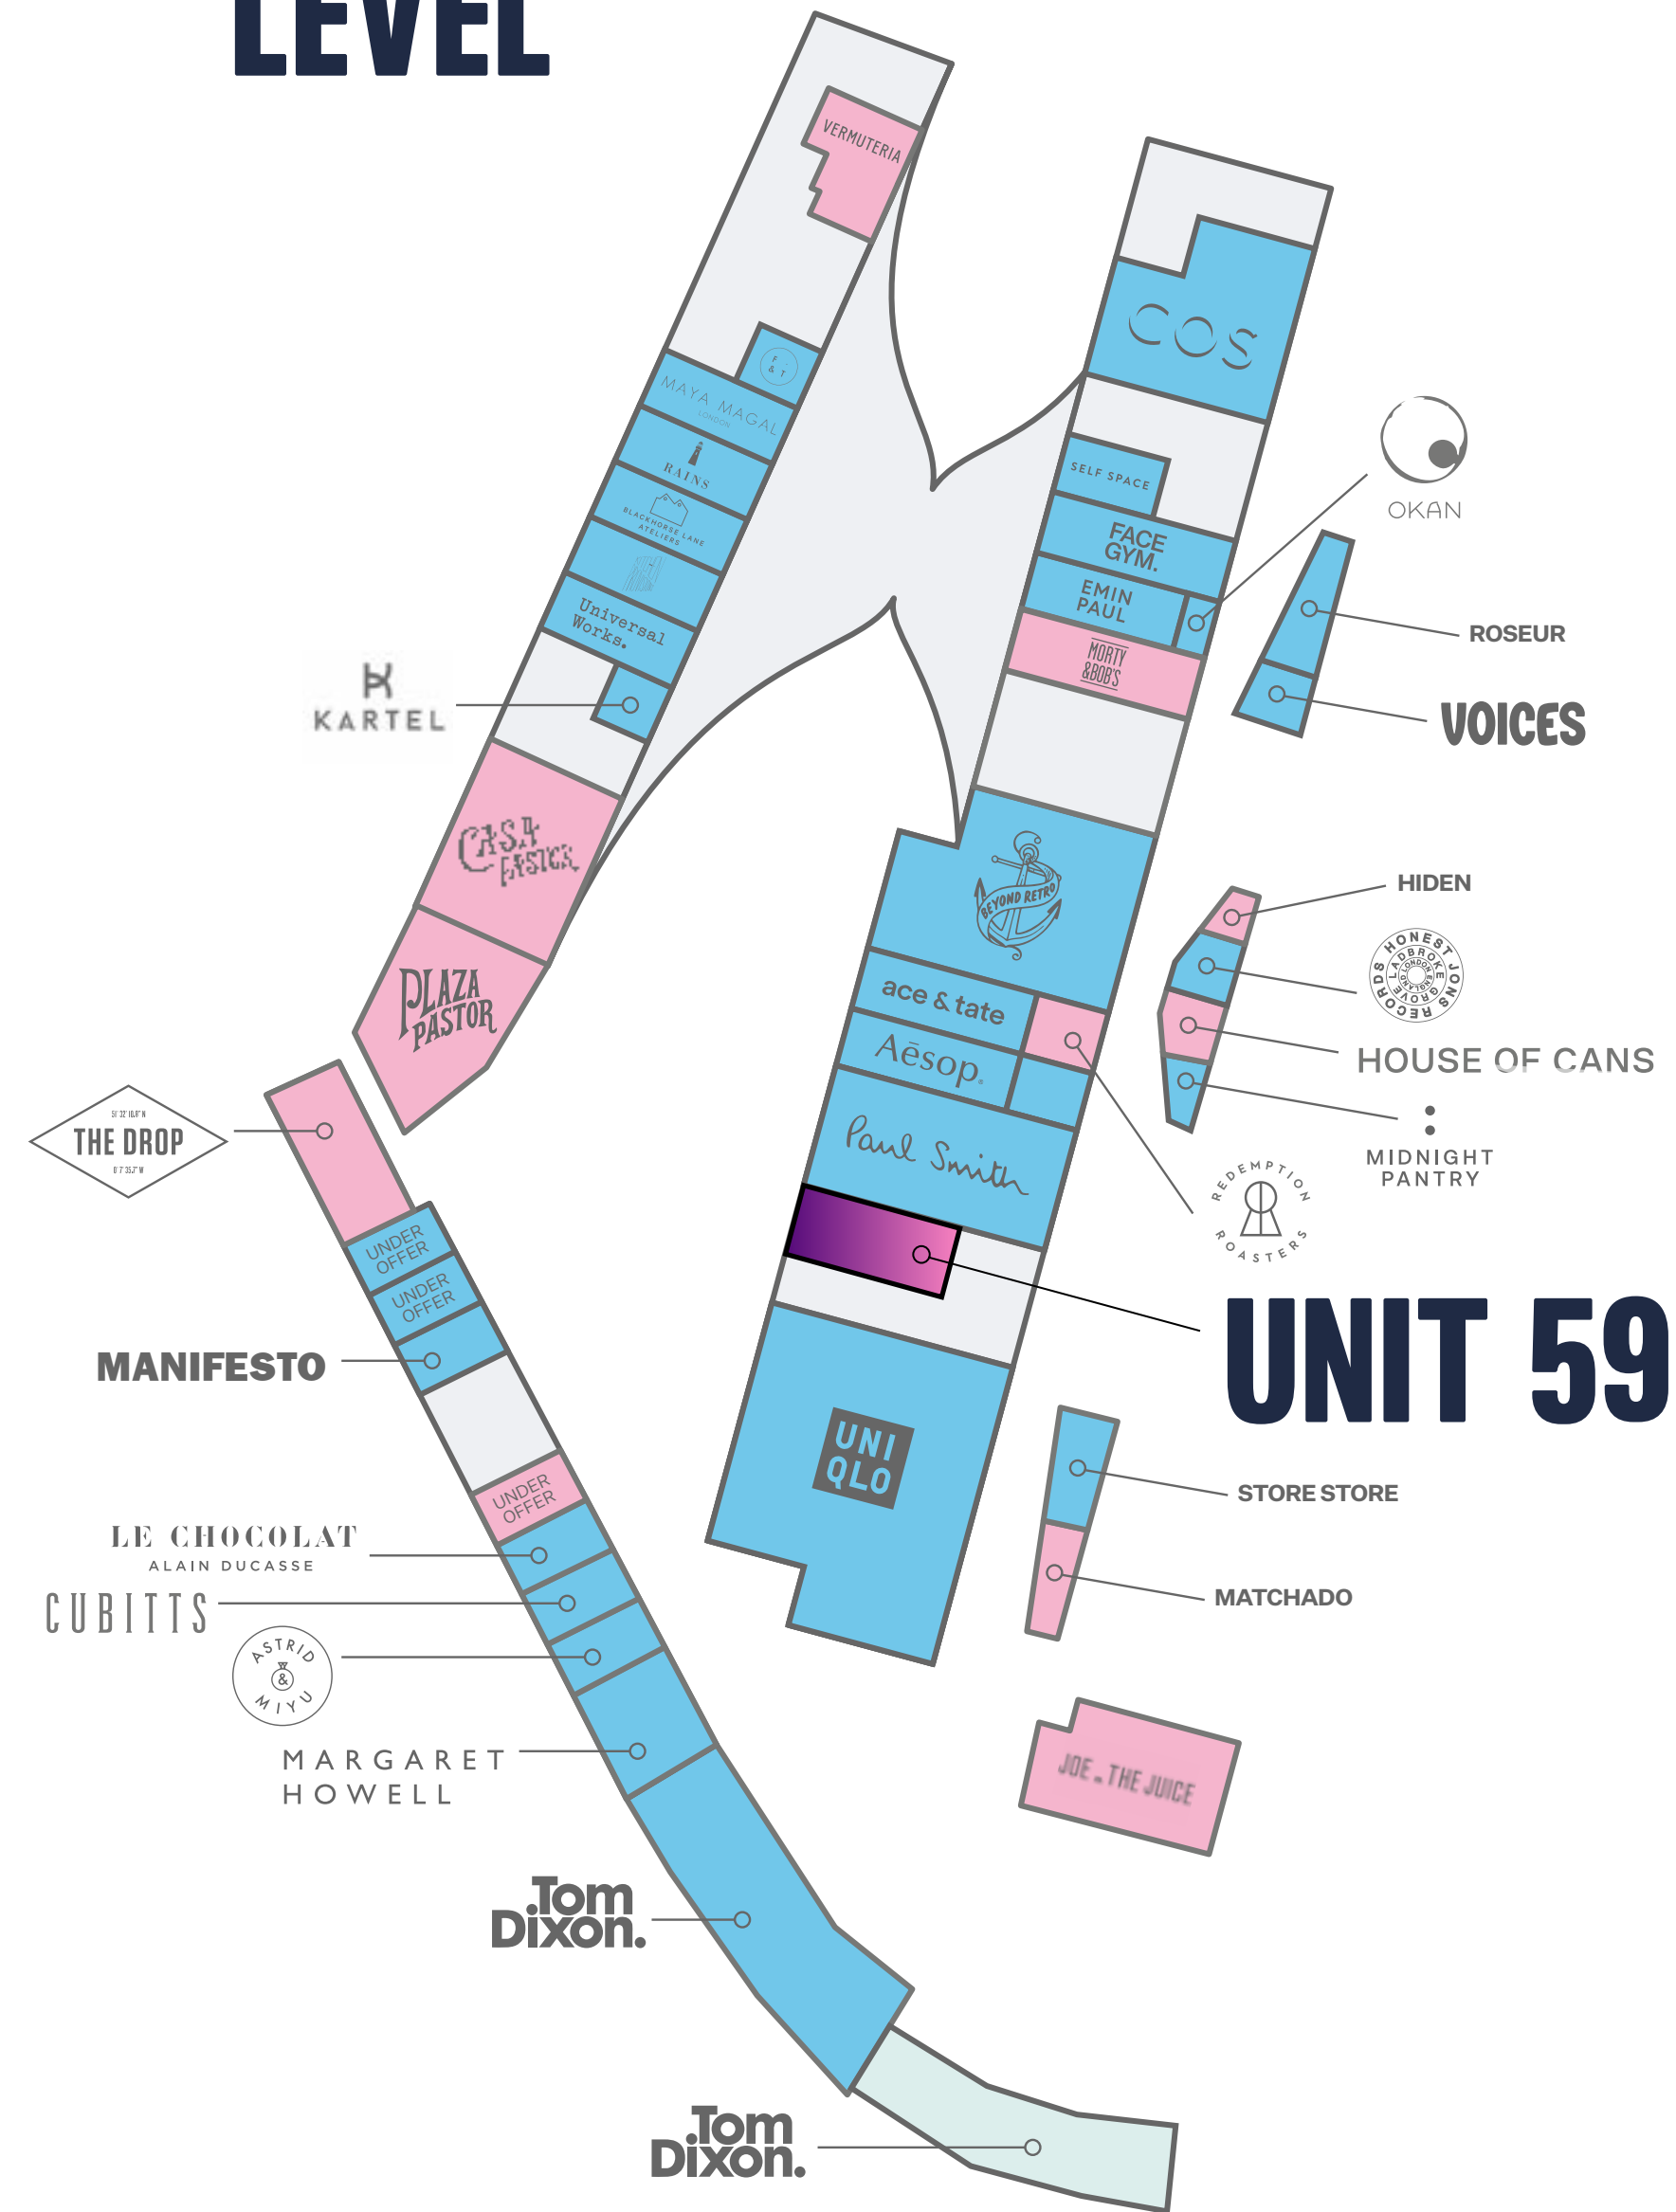 LEVEL
VERMUTERIA
F
& T
MAYA MAGAL
LONDON
RAINS
BLACKHORSE LANE
ATELIERS
Universal
Works.
KARTEL
CASA
PASTOR
PLAZA
PASTOR
COS
SELF SPACE
FACE
GYM.
EMIN
PAUL
MORTY
&BOB'S
OKAN
ROSEUR
VOICES
BEYOND RETRO
ace & tate
Aēsop.
Paul Smith
HIDEN
HONEST JONS RECORDS
LADBROKE GROVE
LONDON ENGLAND
HOUSE OF CANS
MIDNIGHT
PANTRY
REDEMPTION
ROASTERS
UNIT 59
UNI
QLO
STORE STORE
MATCHADO
JOE & THE JUICE
THE DROP
UNDER
OFFER
UNDER
OFFER
MANIFESTO
UNDER
OFFER
LE CHOCOLAT
ALAIN DUCASSE
CUBITTS
ASTRID
&
MIYU
MARGARET
HOWELL
Tom
Dixon.
Tom
Dixon.